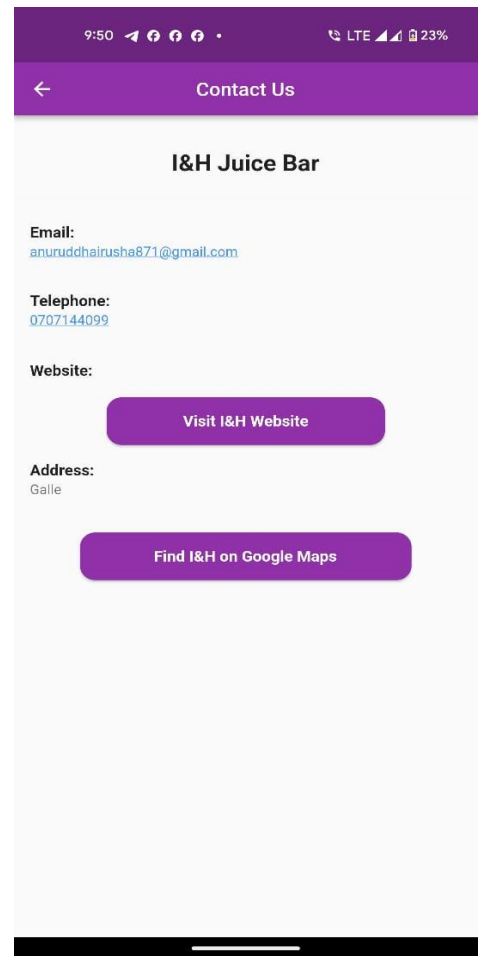 9:50
LTE 23%
Contact Us
I&H Juice Bar
Email:
anuruddhairusha871@gmail.com
Telephone:
0707144099
Website:
Visit I&H Website
Address:
Galle
Find I&H on Google Maps